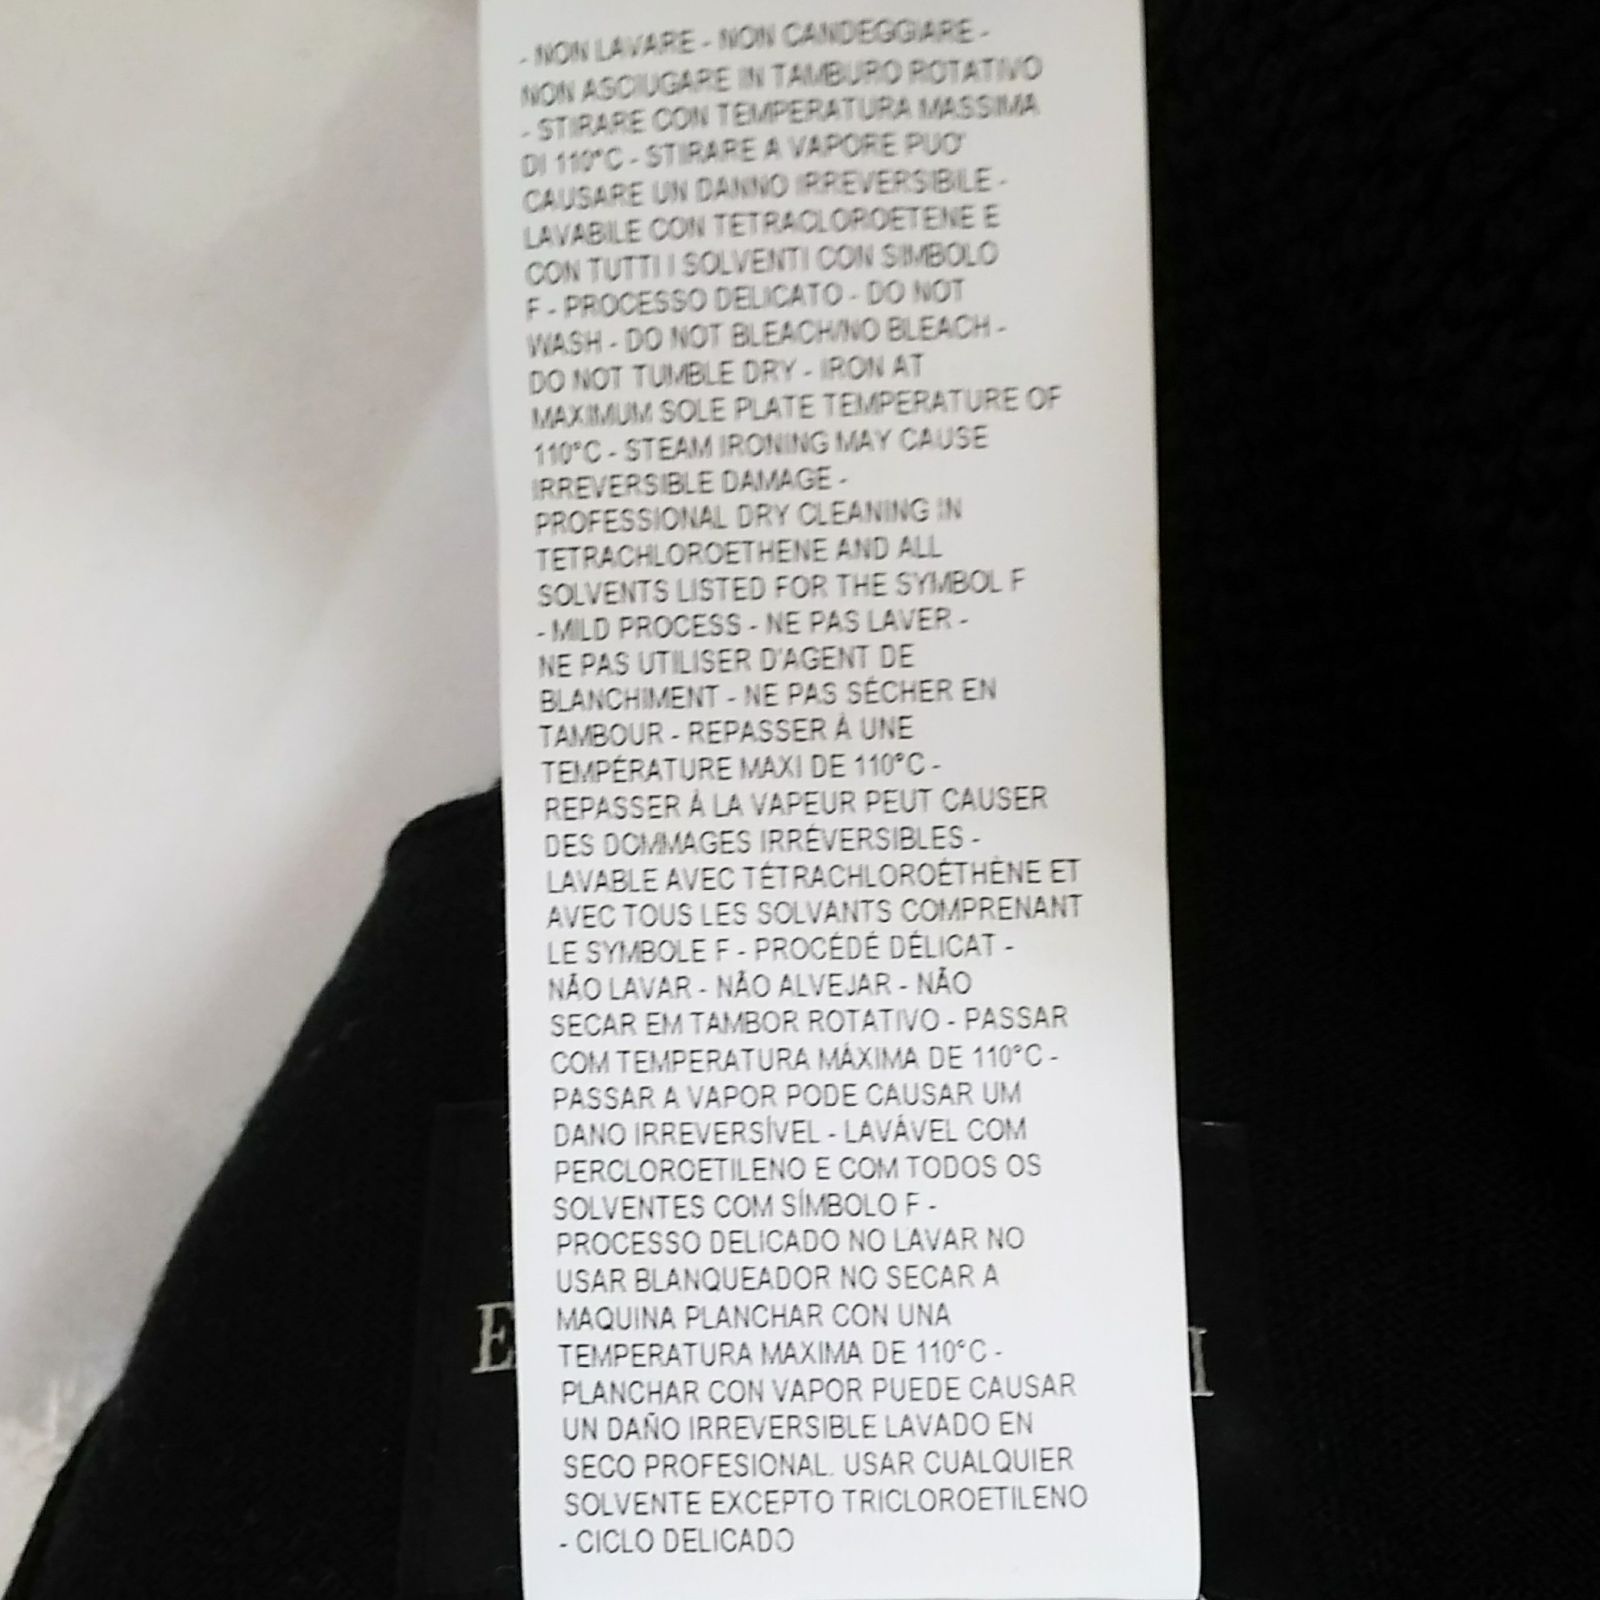 - NON LAVARE - NON CANDEGGIARE -
NON ASCIUGARE IN TAMBURO ROTATIVO
- STIRARE CON TEMPERATURA MASSIMA
DI 110°C - STIRARE A VAPORE PUO'
CAUSARE UN DANNO IRREVERSIBILE -
LAVABILE CON TETRACLOROETENE E
CON TUTTI I SOLVENTI CON SIMBOLO
F - PROCESSO DELICATO - DO NOT
WASH - DO NOT BLEACH/NO BLEACH -
DO NOT TUMBLE DRY - IRON AT
MAXIMUM SOLE PLATE TEMPERATURE OF
110°C - STEAM IRONING MAY CAUSE
IRREVERSIBLE DAMAGE -
PROFESSIONAL DRY CLEANING IN
TETRACHLOROETHENE AND ALL
SOLVENTS LISTED FOR THE SYMBOL F
- MILD PROCESS - NE PAS LAVER -
NE PAS UTILISER D'AGENT DE
BLANCHIMENT - NE PAS SÉCHER EN
TAMBOUR - REPASSER À UNE
TEMPÉRATURE MAXI DE 110°C -
REPASSER À LA VAPEUR PEUT CAUSER
DES DOMMAGES IRRÉVERSIBLES -
LAVABLE AVEC TÉTRACHLOROÉTHÈNE ET
AVEC TOUS LES SOLVANTS COMPRENANT
LE SYMBOLE F - PROCÉDÉ DÉLICAT -
NÃO LAVAR - NÃO ALVEJAR - NÃO
SECAR EM TAMBOR ROTATIVO - PASSAR
COM TEMPERATURA MÁXIMA DE 110°C -
PASSAR A VAPOR PODE CAUSAR UM
DANO IRREVERSÍVEL - LAVÁVEL COM
PERCLOROETILENO E COM TODOS OS
SOLVENTES COM SÍMBOLO F -
PROCESSO DELICADO NO LAVAR NO
USAR BLANQUEADOR NO SECAR A
MAQUINA PLANCHAR CON UNA
TEMPERATURA MAXIMA DE 110°C -
PLANCHAR CON VAPOR PUEDE CAUSAR
UN DAÑO IRREVERSIBLE LAVADO EN
SECO PROFESIONAL. USAR CUALQUIER
SOLVENTE EXCEPTO TRICLOROETILENO
- CICLO DELICADO